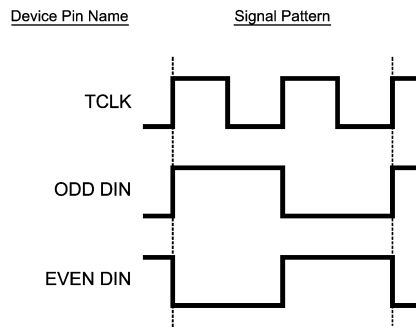 Device Pin Name Signal Pattern
TCLK
ODD DIN
EVEN DIN